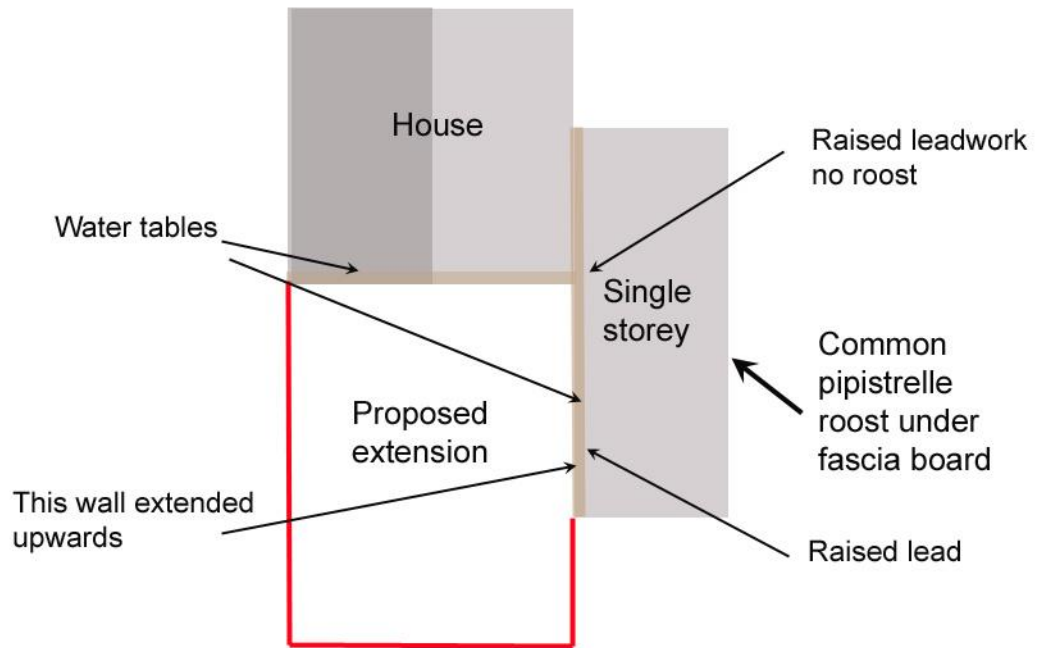 House
Raised leadwork
no roost
Water tables
Single
storey
Common
pipistrelle
roost under
fascia board
Proposed
extension
This wall extended
upwards
Raised lead